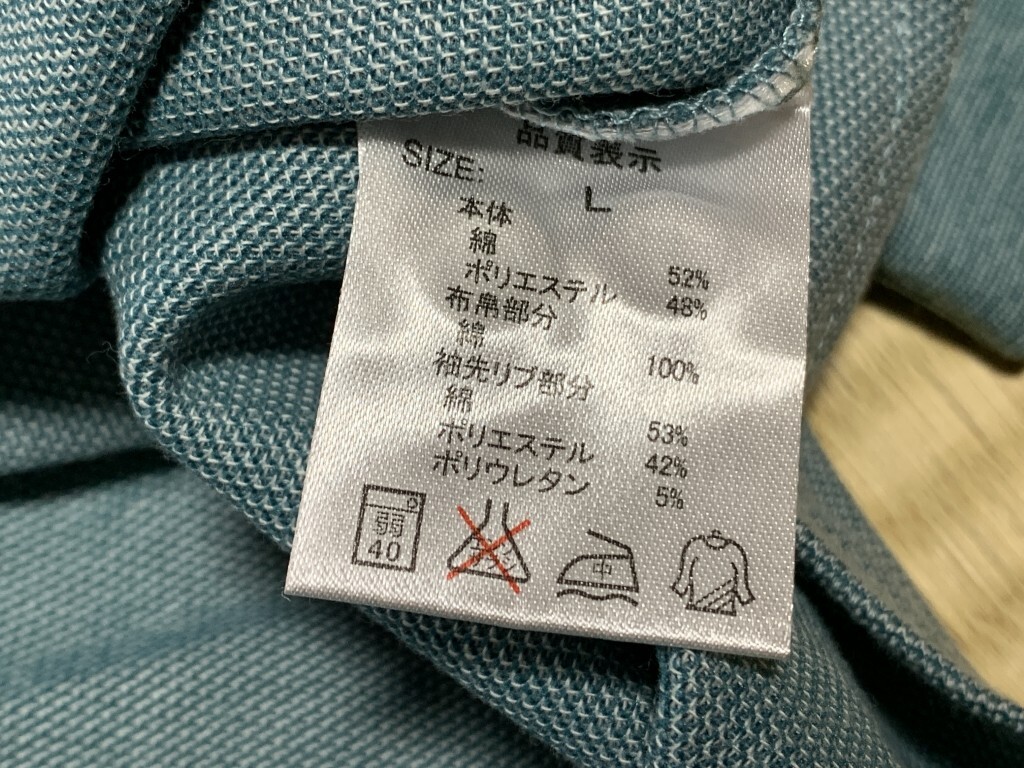 品質表示
SIZE:
L
本体
綿 52%
ポリエステル 48%
布帛部分
綿 100%
袖先リブ部分
綿 53%
ポリエステル 42%
ポリウレタン 5%
弱
40
中